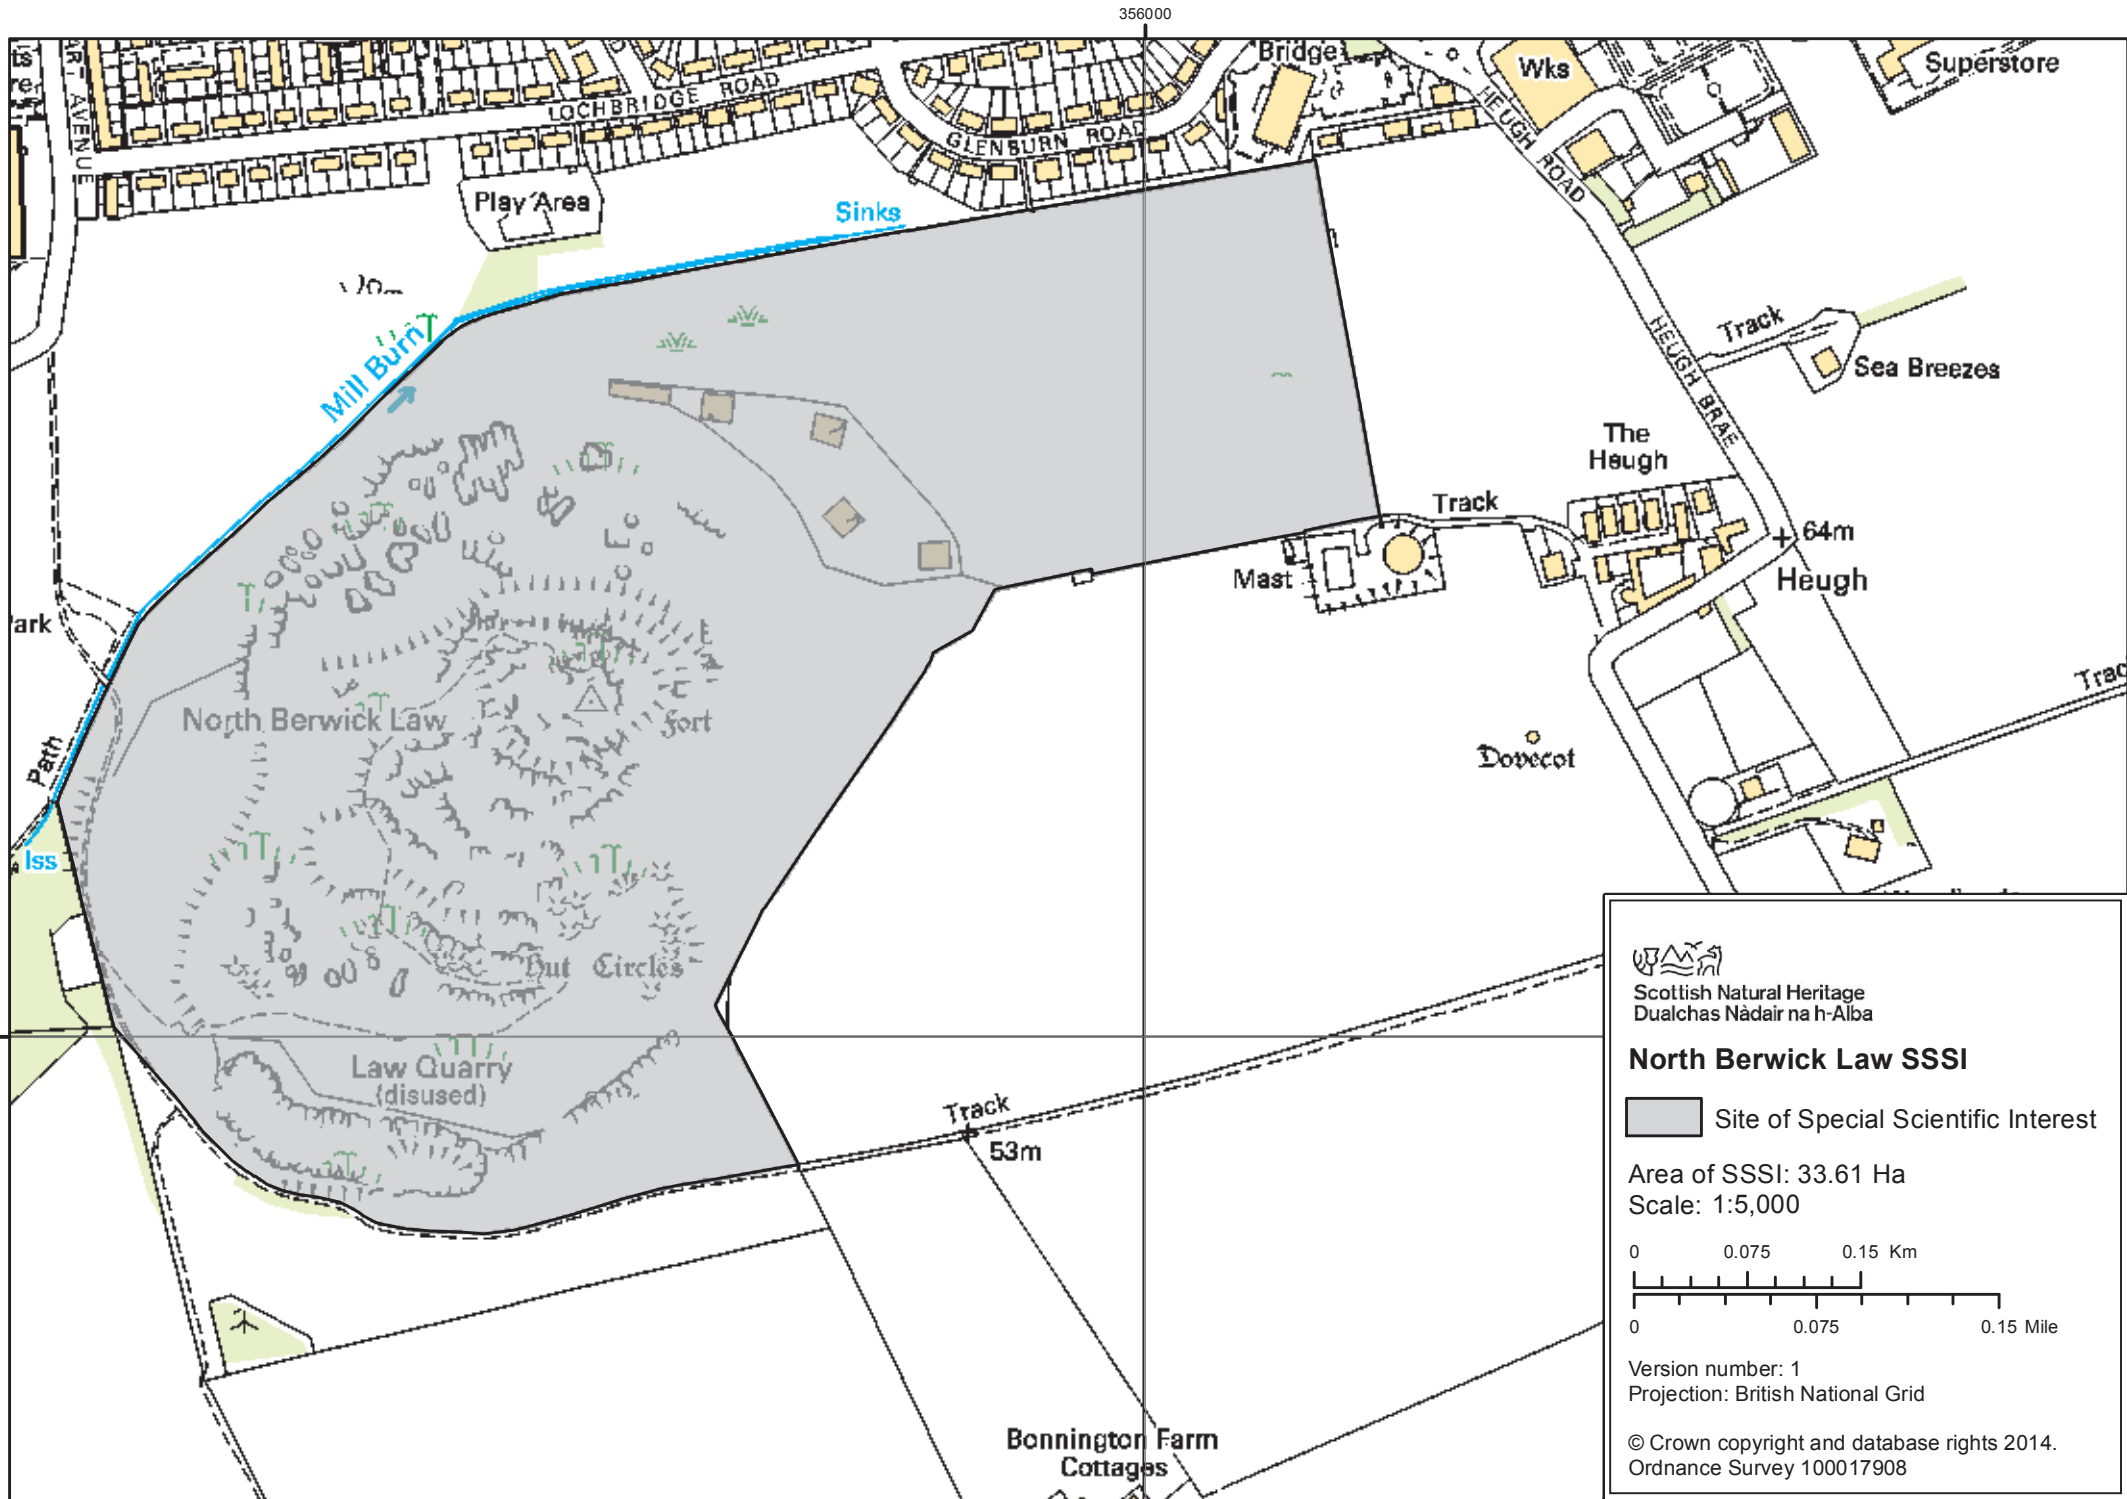 356000
Bridge
Wks
Superstore
AVENUE
LOCHBRIDGE ROAD
GLENBURN ROAD
HEUGH ROAD
Play Area
Sinks
Track
HEUGH BRAE
Sea Breezes
Mill Burn
The
Heugh
Track
64m
Mast
Heugh
North Berwick Law
Fort
Path
Dovecot
Iss
Hut Circles
Law Quarry
(disused)
Track
53m
Bonnington Farm
Cottages
Scottish Natural Heritage
Dualchas Nàdair na h-Alba
North Berwick Law SSSI
Site of Special Scientific Interest
Area of SSSI: 33.61 Ha
Scale: 1:5,000
0 0.075 0.15 Km
0 0.075 0.15 Mile
Version number: 1
Projection: British National Grid
© Crown copyright and database rights 2014.
Ordnance Survey 100017908